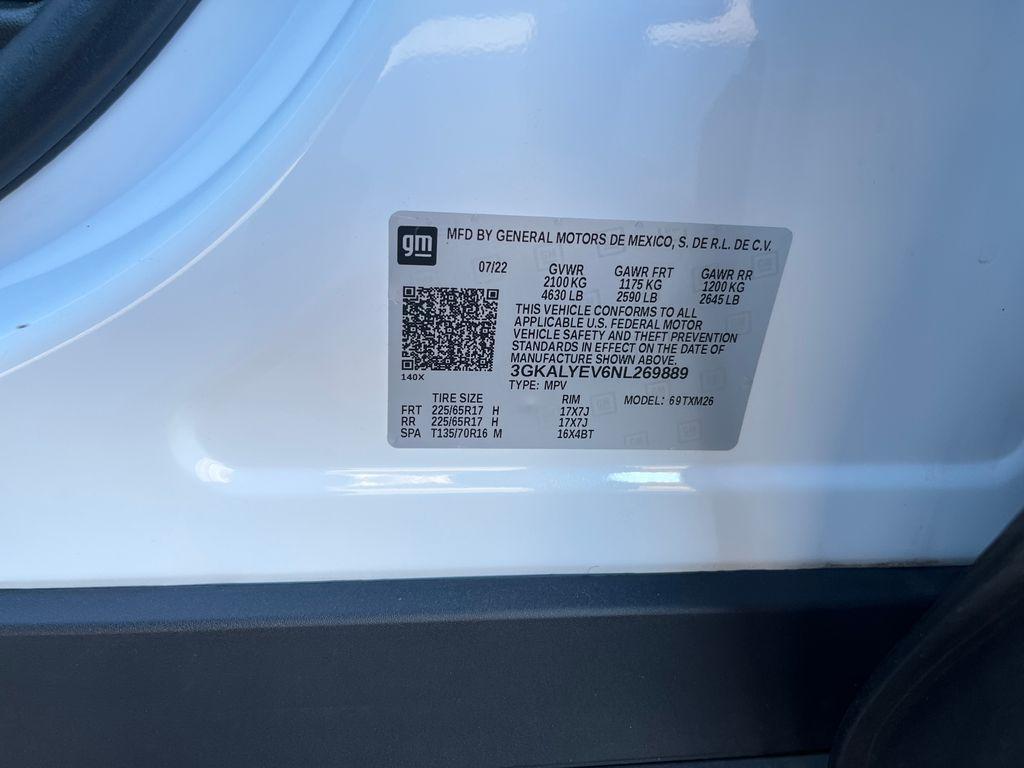 gm MFD BY GENERAL MOTORS DE MEXICO, S. DE R.L. DE C.V.
07/22 GVWR GAWR FRT GAWR RR
2100 KG 1175 KG 1200 KG
4630 LB 2590 LB 2645 LB
THIS VEHICLE CONFORMS TO ALL
APPLICABLE U.S. FEDERAL MOTOR
VEHICLE SAFETY AND THEFT PREVENTION
STANDARDS IN EFFECT ON THE DATE OF
MANUFACTURE SHOWN ABOVE.
140X 3GKALYEV6NL269889
TYPE: MPV
TIRE SIZE RIM MODEL: 69TXM26
FRT 225/65R17 H 17X7J
RR 225/65R17 H 17X7J
SPA T135/70R16 M 16X4BT